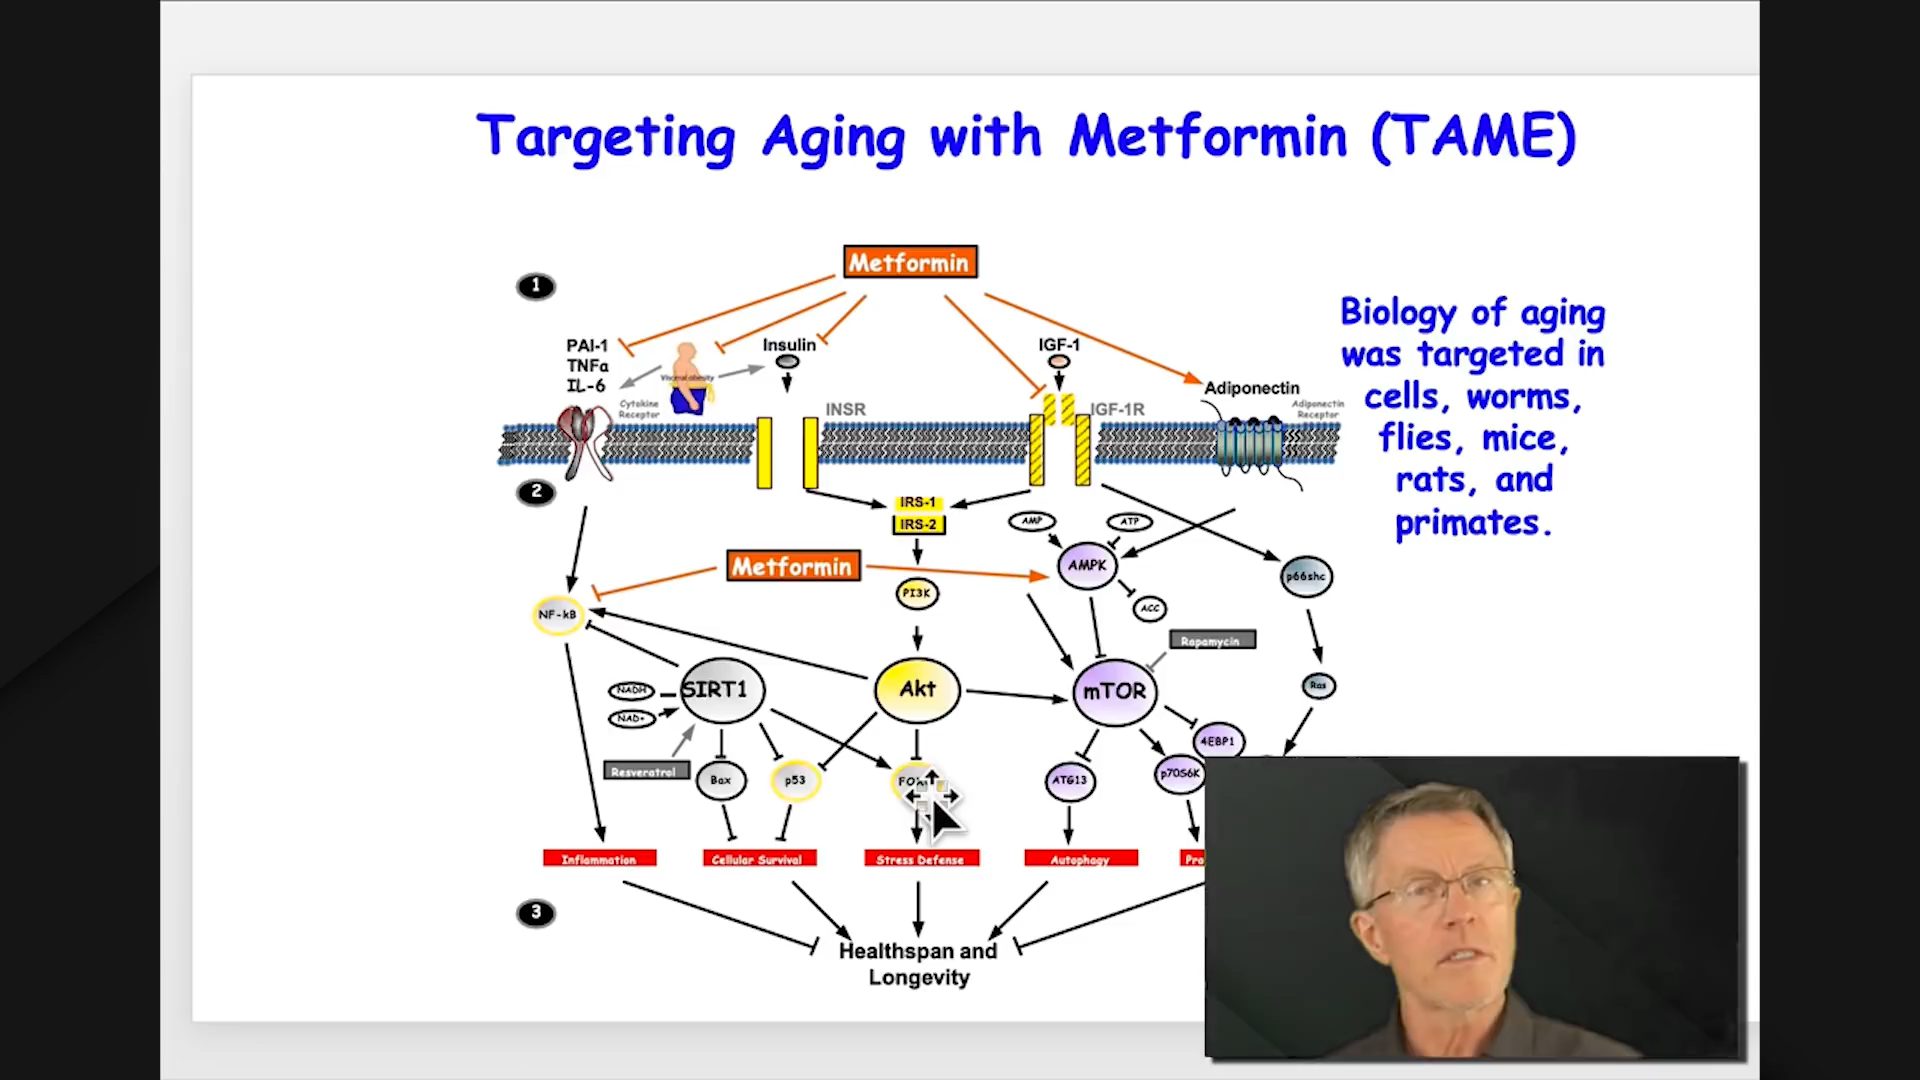 Targeting Aging with Metformin (TAME)
Metformin
1
PAI-1
TNFα
IL-6
Visceral obesity
Insulin
IGF-1
Adiponectin
Cytokine
Receptor
INSR
IGF-1R
Adiponectin
Receptor
Biology of aging
was targeted in
cells, worms,
flies, mice,
rats, and
primates.
2
IRS-1
IRS-2
AMP
ATP
Metformin
AMPK
p66shc
PI3K
ACC
NF-kB
Rapamycin
SIRT1
NADH
NAD+
Akt
mTOR
Ras
4EBP1
Resveratrol
Bax
p53
ATG13
p70S6K
Inflammation
Cellular Survival
Stress Defense
Autophagy
3
Healthspan and
Longevity